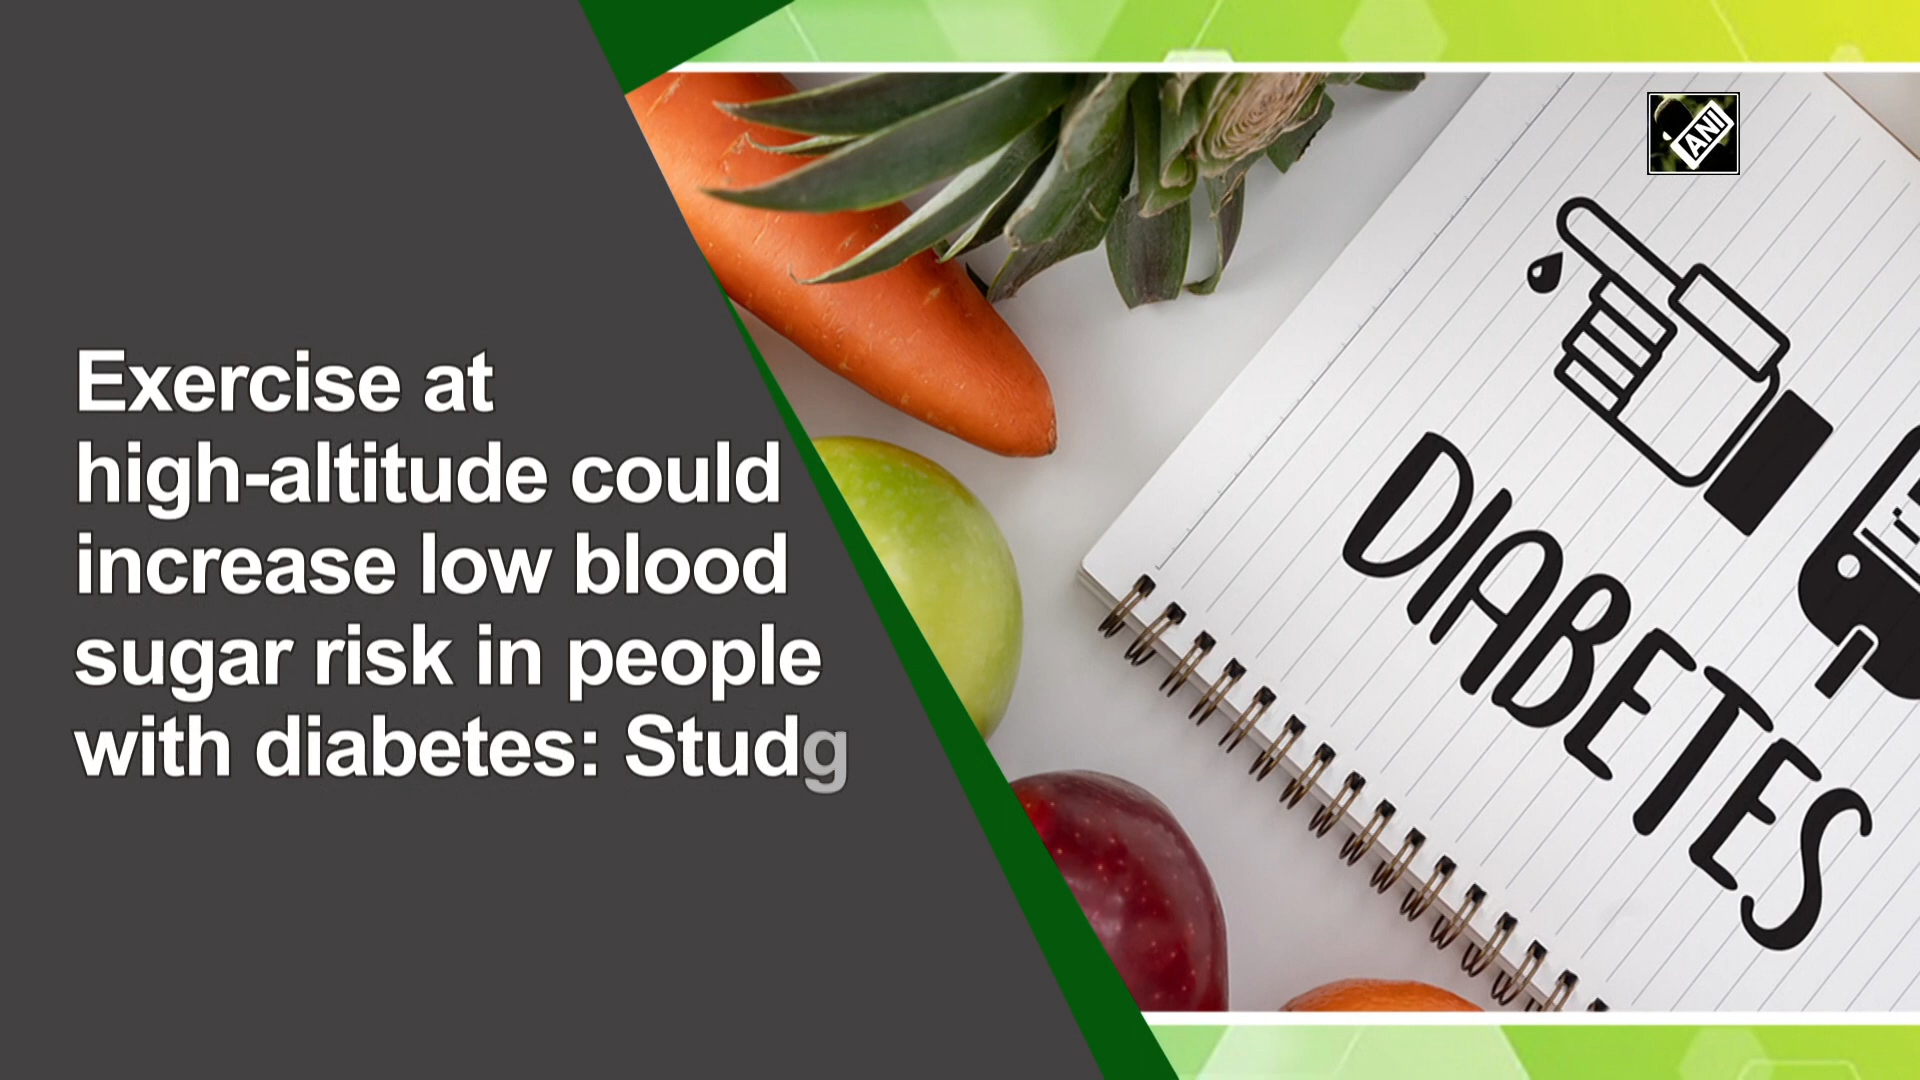 Exercise at
high-altitude could
increase low blood
sugar risk in people
with diabetes: Studg
ANI
DIABETES